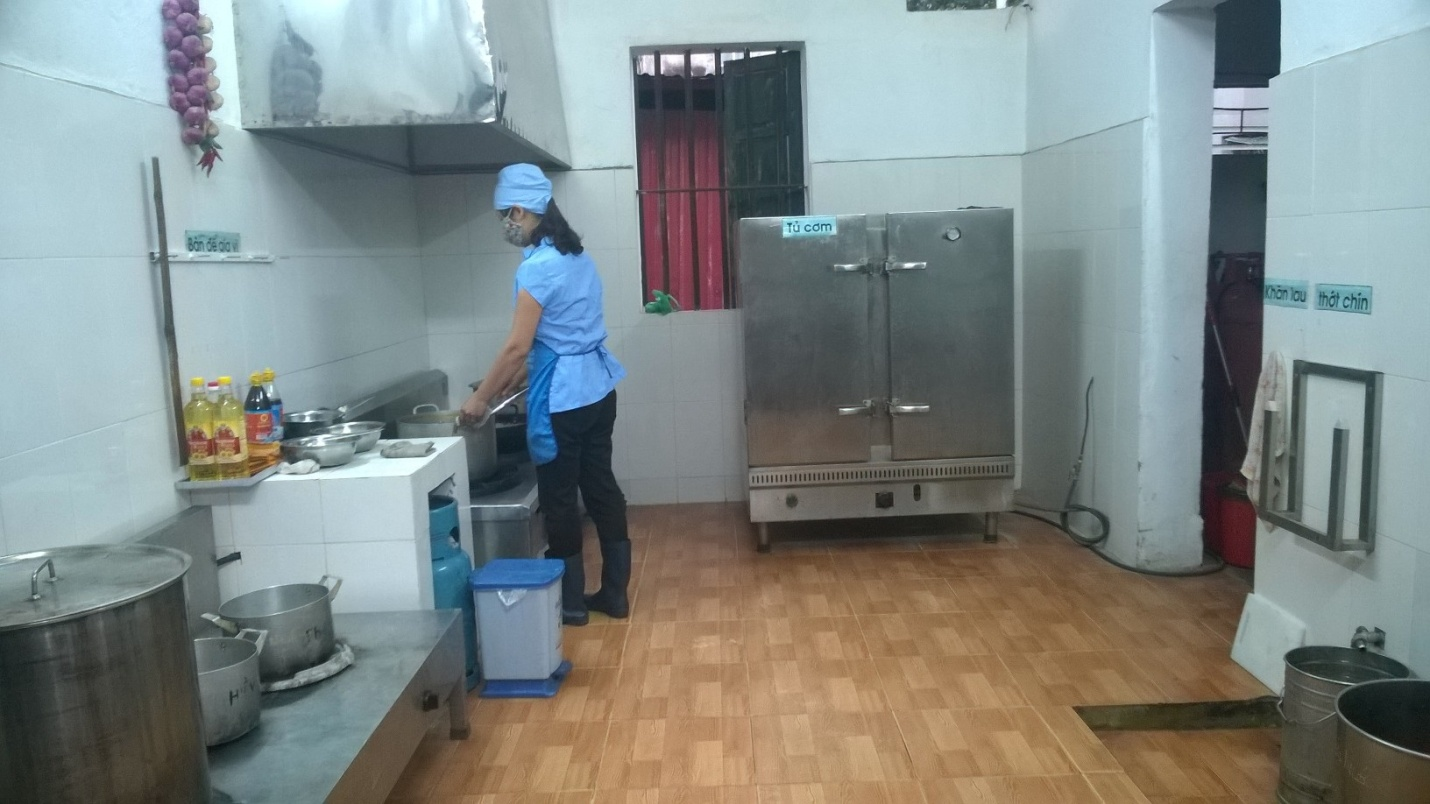 Bàn để gia vị
Tủ cơm
Khăn lau
thớt chín